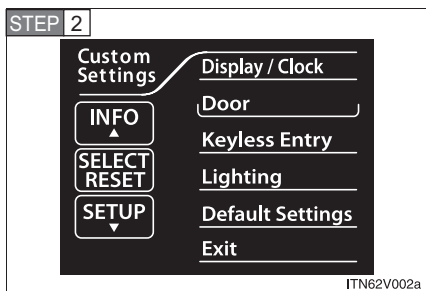 STEP 2
Custom
Settings
INFO
SELECT
RESET
SETUP
Display / Clock
Door
Keyless Entry
Lighting
Default Settings
Exit
ITN62V002a